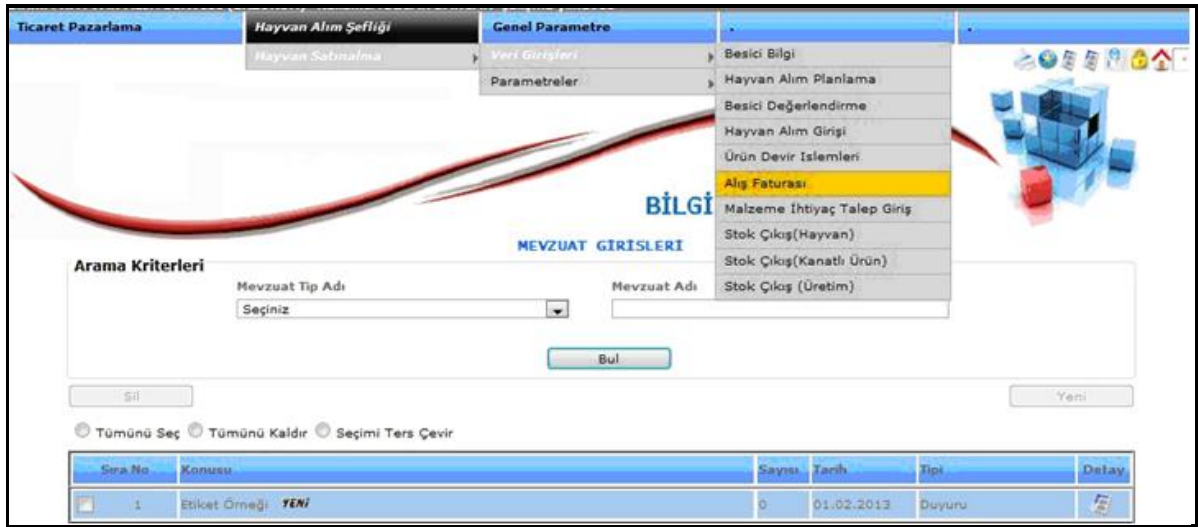 Ticaret Pazarlama Hayvan Alım Şefliği Genel Parametre . .
Hayvan Satınalma Veri Girişleri Besici Bilgi
Parametreler Hayvan Alım Planlama
Besici Değerlendirme
Hayvan Alım Girişi
Ürün Devir Islemleri
Alış Faturası
BİLGİ Malzeme İhtiyaç Talep Giriş
Stok Çıkış(Hayvan)
MEVZUAT GİRİSLERİ
Stok Çıkış(Kanatlı Ürün)
Arama Kriterleri
Mevzuat Tip Adı Mevzuat Adı Stok Çıkış (Üretim)
Seçiniz
Bul
Sil Yeni
Tümünü Seç Tümünü Kaldır Seçimi Ters Çevir
Sıra No Konusu Sayısı Tarih Tipi Detay
1 Etiket Örneği YENİ 0 01.02.2013 Duyuru